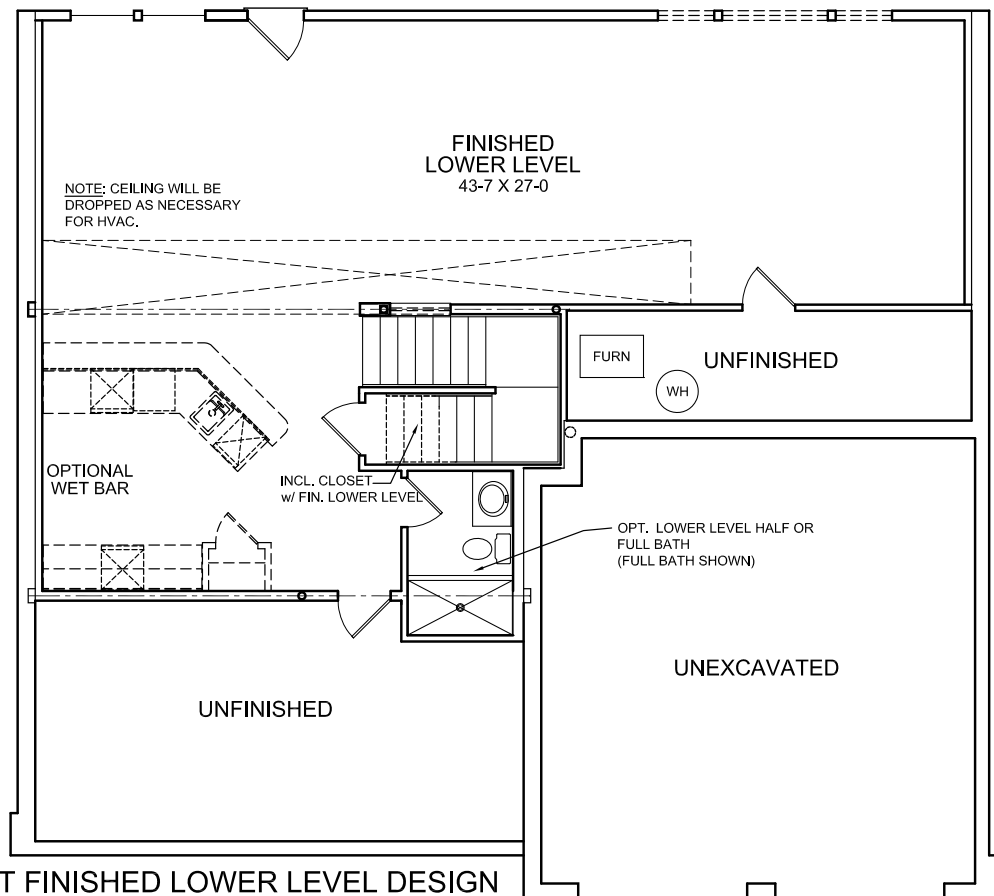 FINISHED
LOWER LEVEL
43-7 X 27-0
NOTE: CEILING WILL BE
DROPPED AS NECESSARY
FOR HVAC.
FURN
UNFINISHED
WH
OPTIONAL
WET BAR
INCL. CLOSET
w/ FIN. LOWER LEVEL
OPT. LOWER LEVEL HALF OR
FULL BATH
(FULL BATH SHOWN)
UNEXCAVATED
UNFINISHED
T FINISHED LOWER LEVEL DESIGN